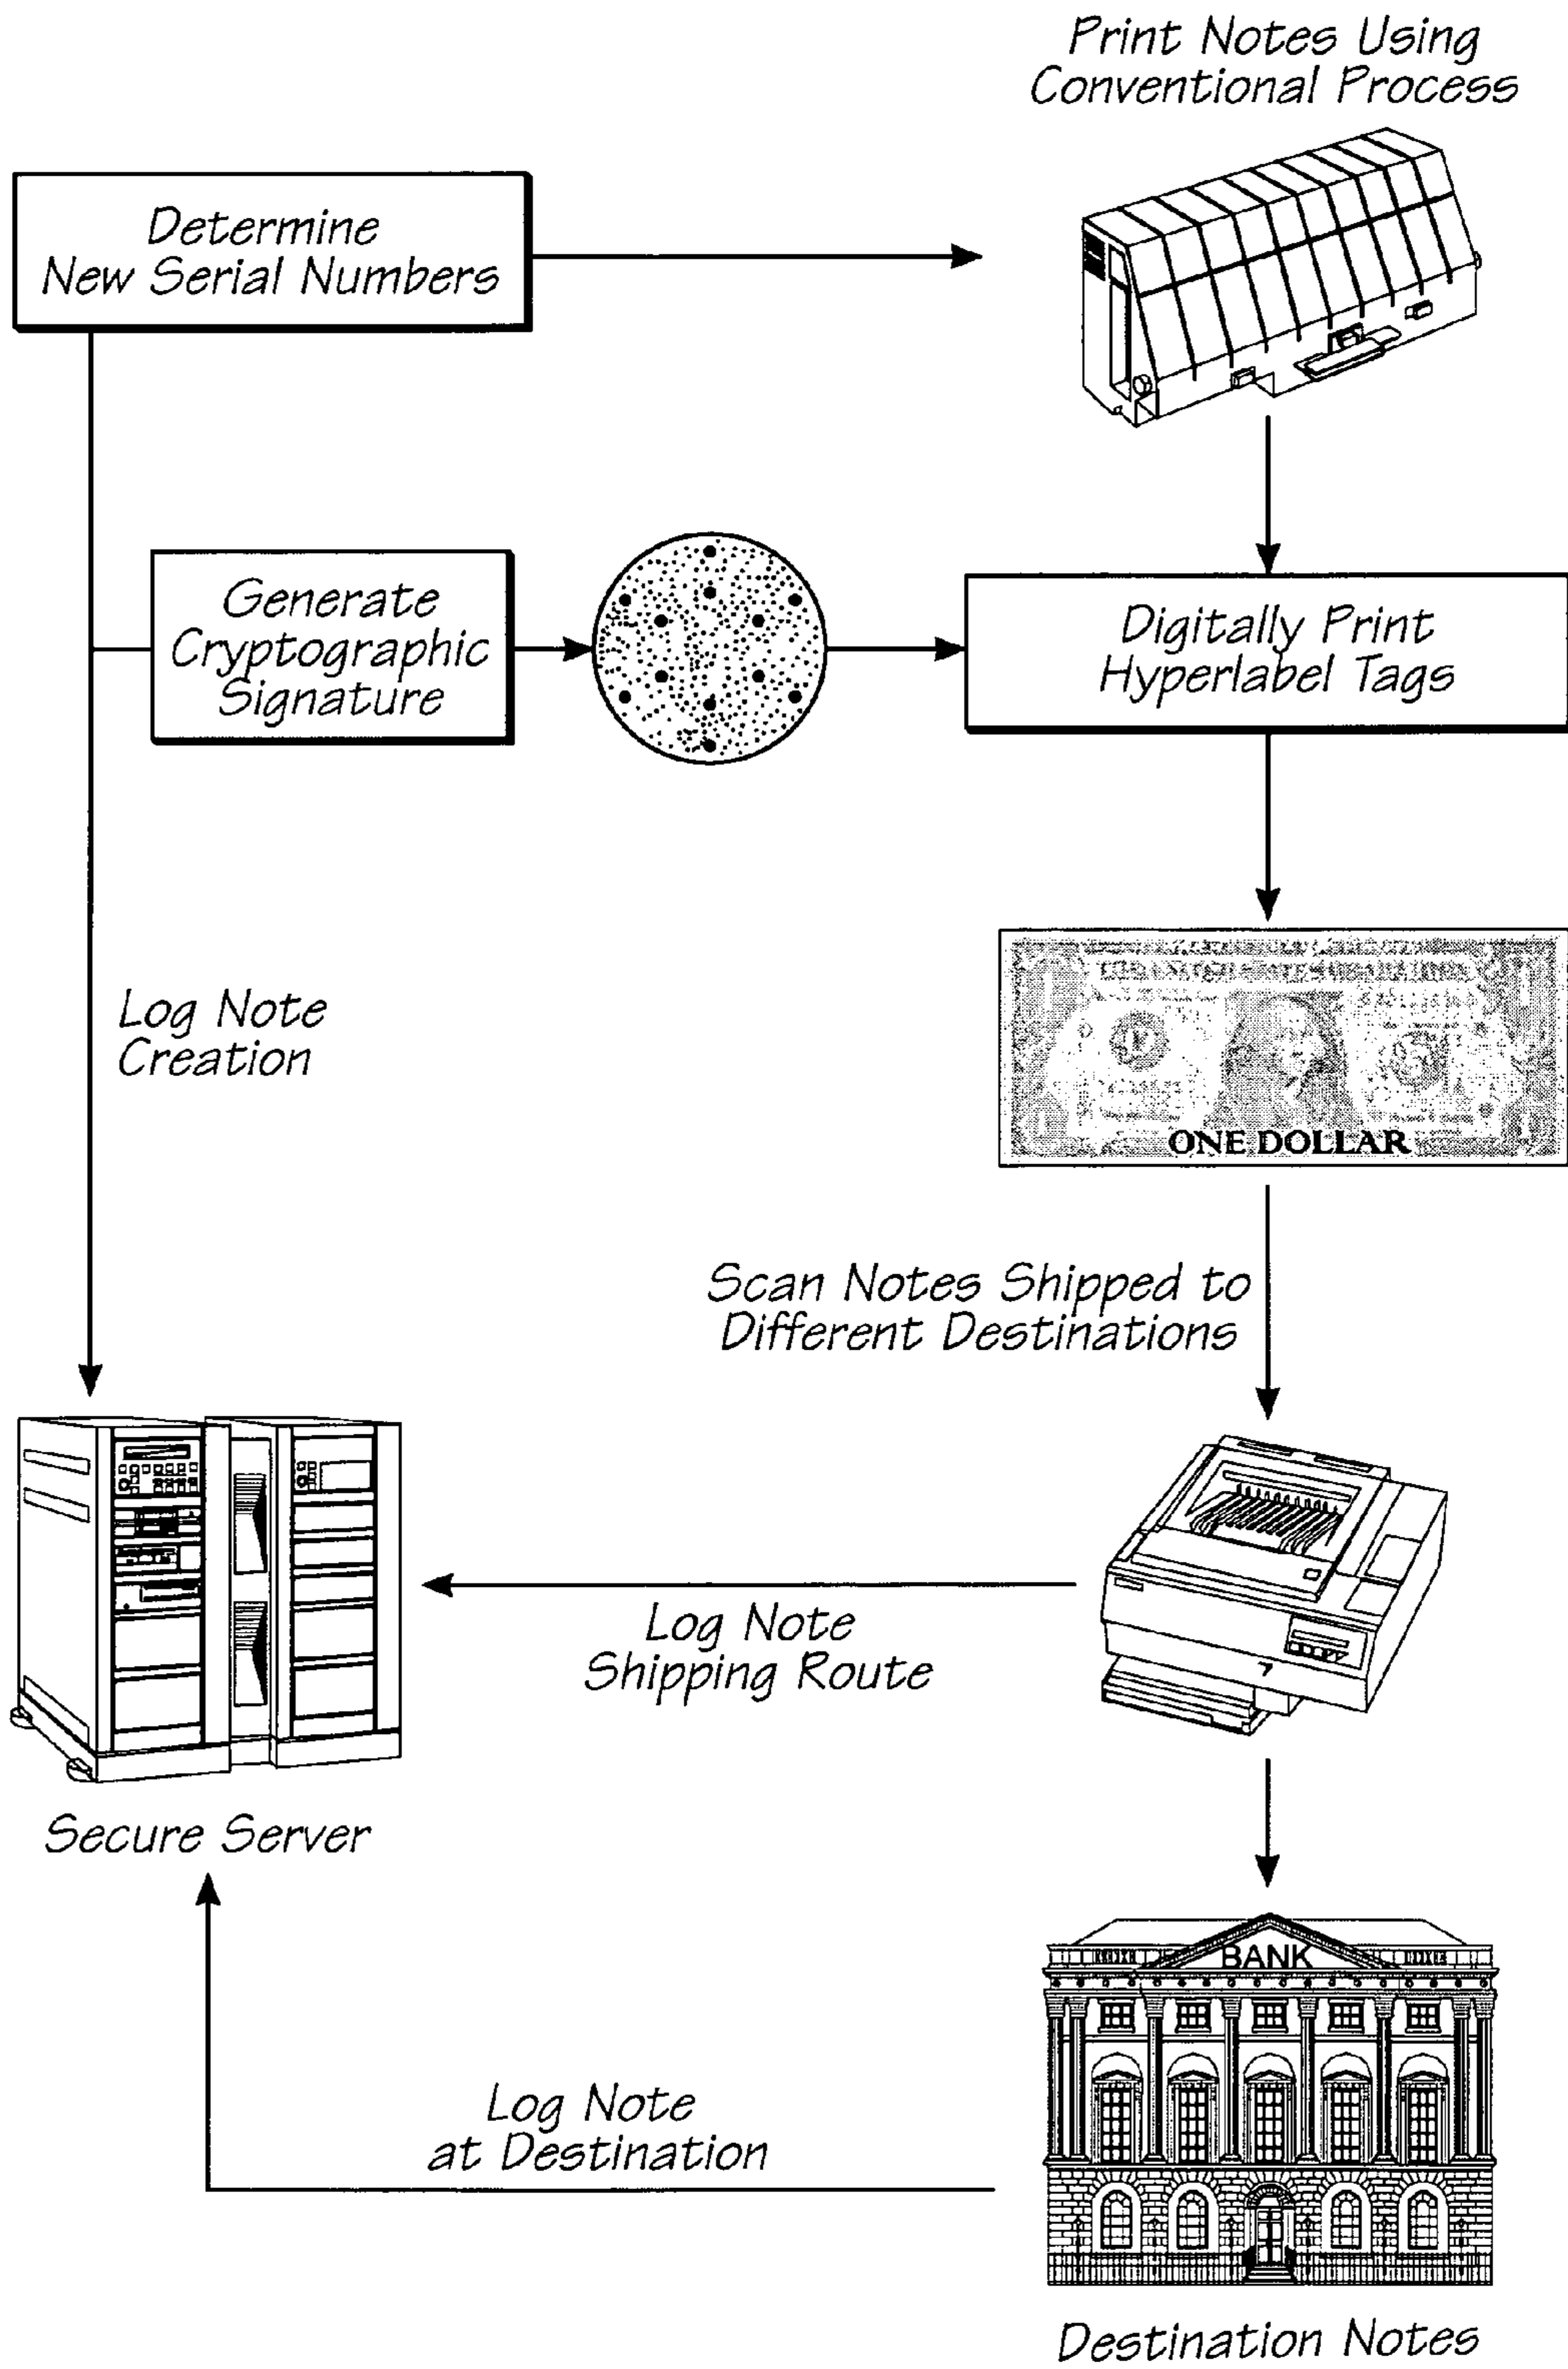 Print Notes Using
Conventional Process
Determine
New Serial Numbers
Generate
Cryptographic
Signature
Digitally Print
Hyperlabel Tags
Log Note
Creation
ONE DOLLAR
Scan Notes Shipped to
Different Destinations
Log Note
Shipping Route
Secure Server
BANK
Log Note
at Destination
Destination Notes